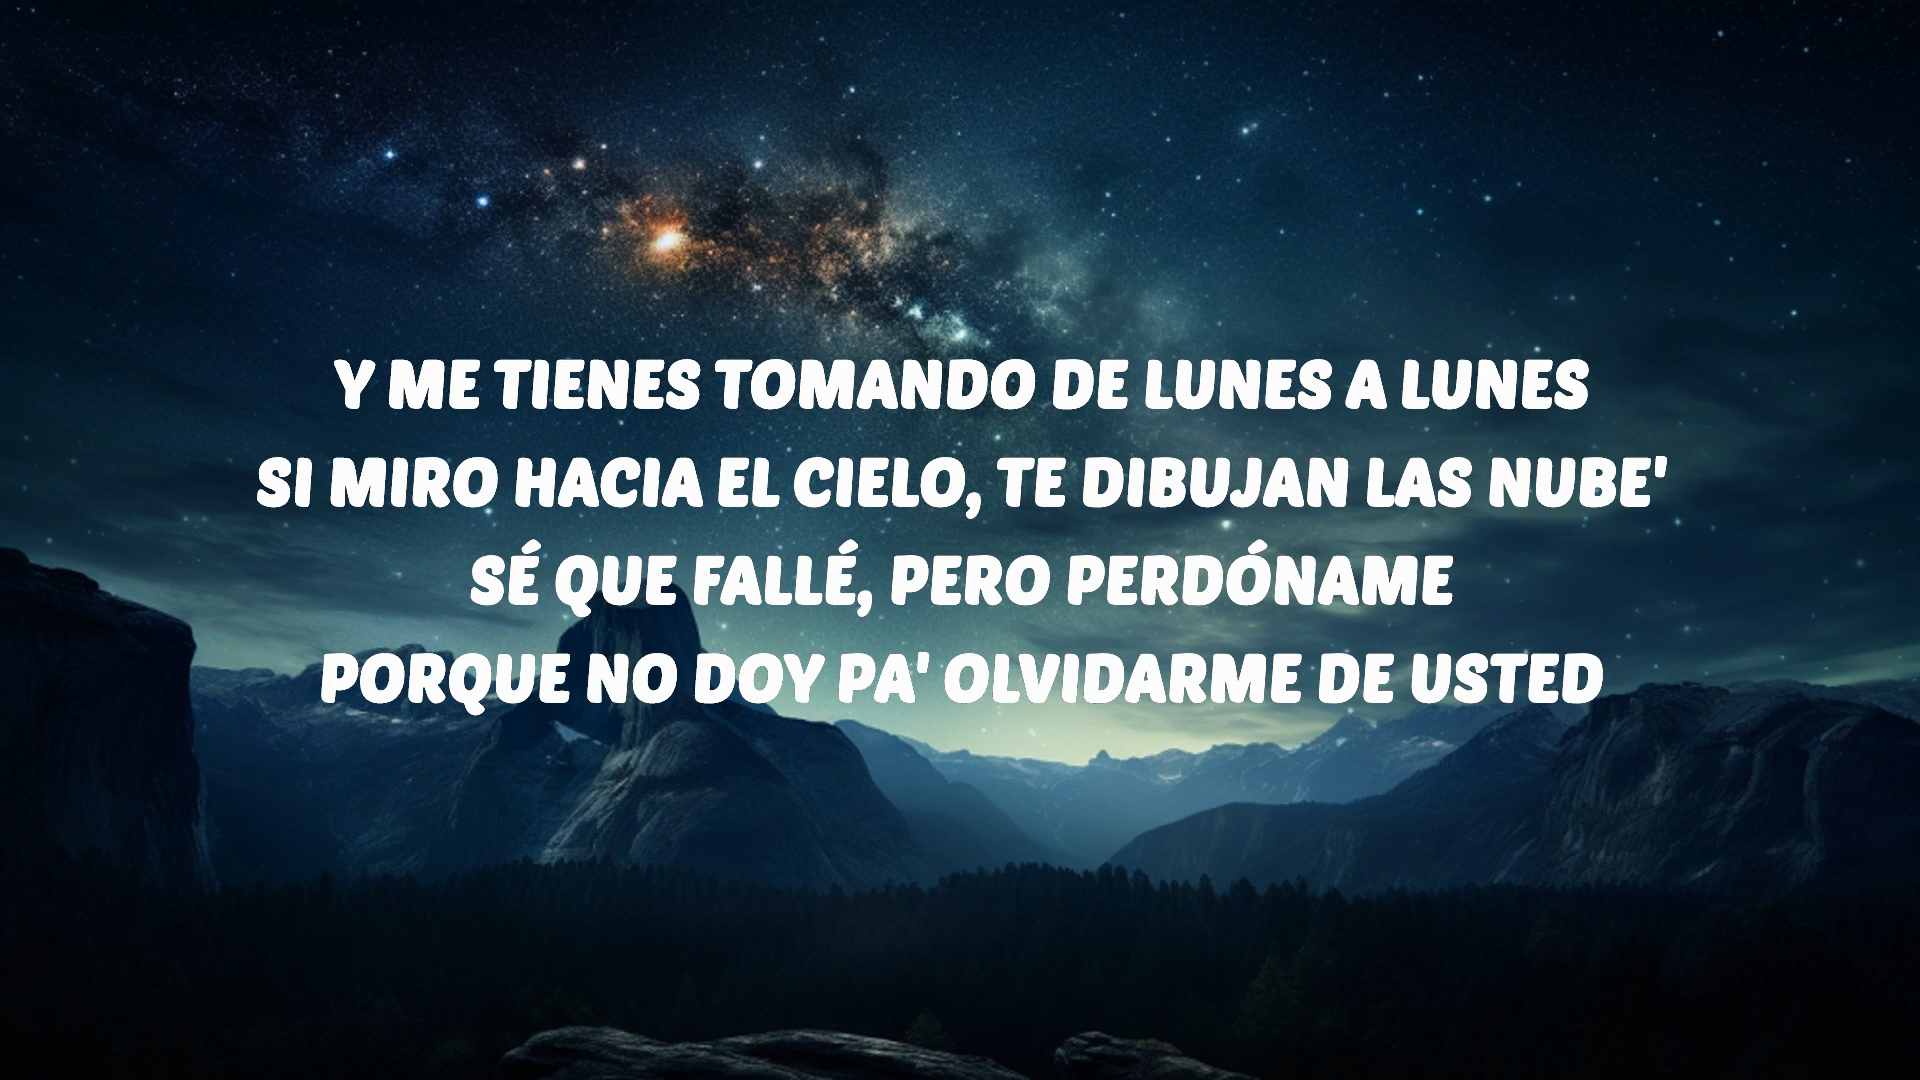 Y ME TIENES TOMANDO DE LUNES A LUNES
SI MIRO HACIA EL CIELO, TE DIBUJAN LAS NUBE'
SÉ QUE FALLÉ, PERO PERDÓNAME
PORQUE NO DOY PA' OLVIDARME DE USTED